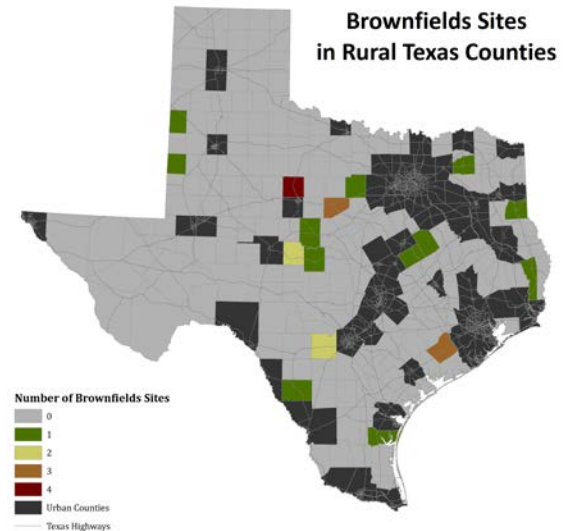 Brownfields Sites
in Rural Texas Counties
Number of Brownfields Sites
0
1
2
3
4
Urban Counties
Texas Highways